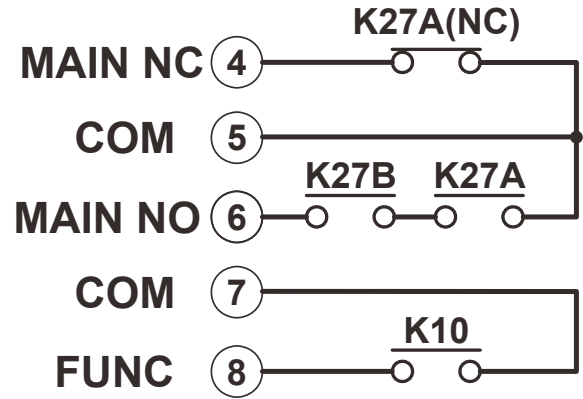 K27A(NC)
MAIN NC 4
COM 5
K27B K27A
MAIN NO 6
COM 7
K10
FUNC 8